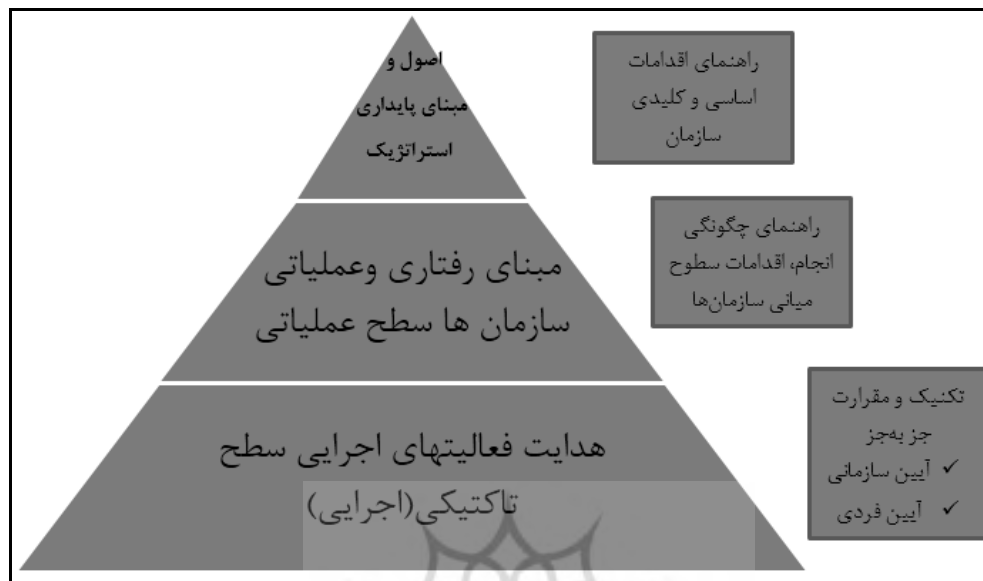 اصول و
مبنای پایداری
استراتژیک
راهنمای اقدامات
اساسی و کلیدی
سازمان
مبنای رفتاری وعملیاتی
سازمان ها سطح عملیاتی
راهنمای چگونگی
انجام، اقدامات سطوح
میانی سازمان‌ها
هدایت فعالیتهای اجرایی سطح
تاکتیکی(اجرایی)
تکنیک و مقرارت
جز به‌جز
✓ آیین سازمانی
✓ آیین فردی